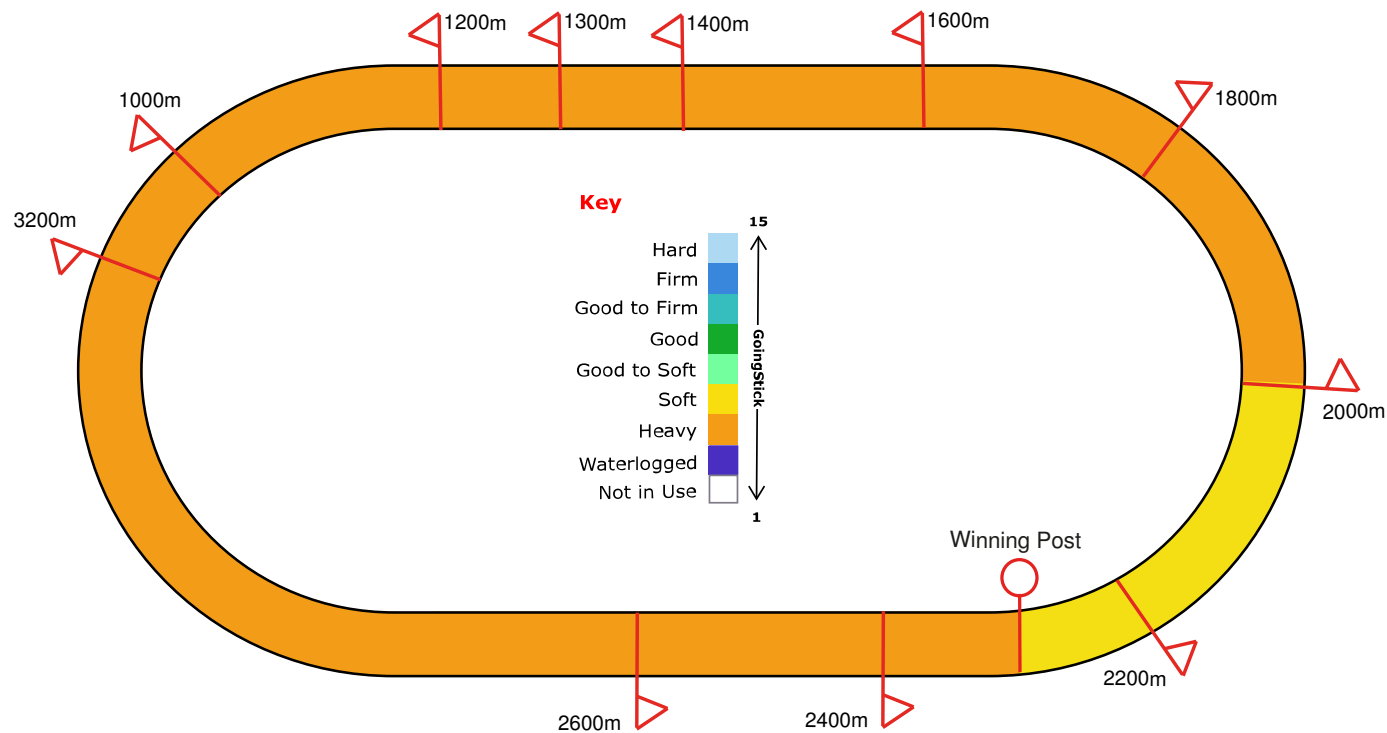 1200m
1300m
1400m
1600m
1000m
1800m
3200m
Key
15
Hard
Firm
Good to Firm
Good
Good to Soft
Soft
Heavy
Waterlogged
Not in Use
GoingStick
1
2000m
Winning Post
2200m
2600m
2400m